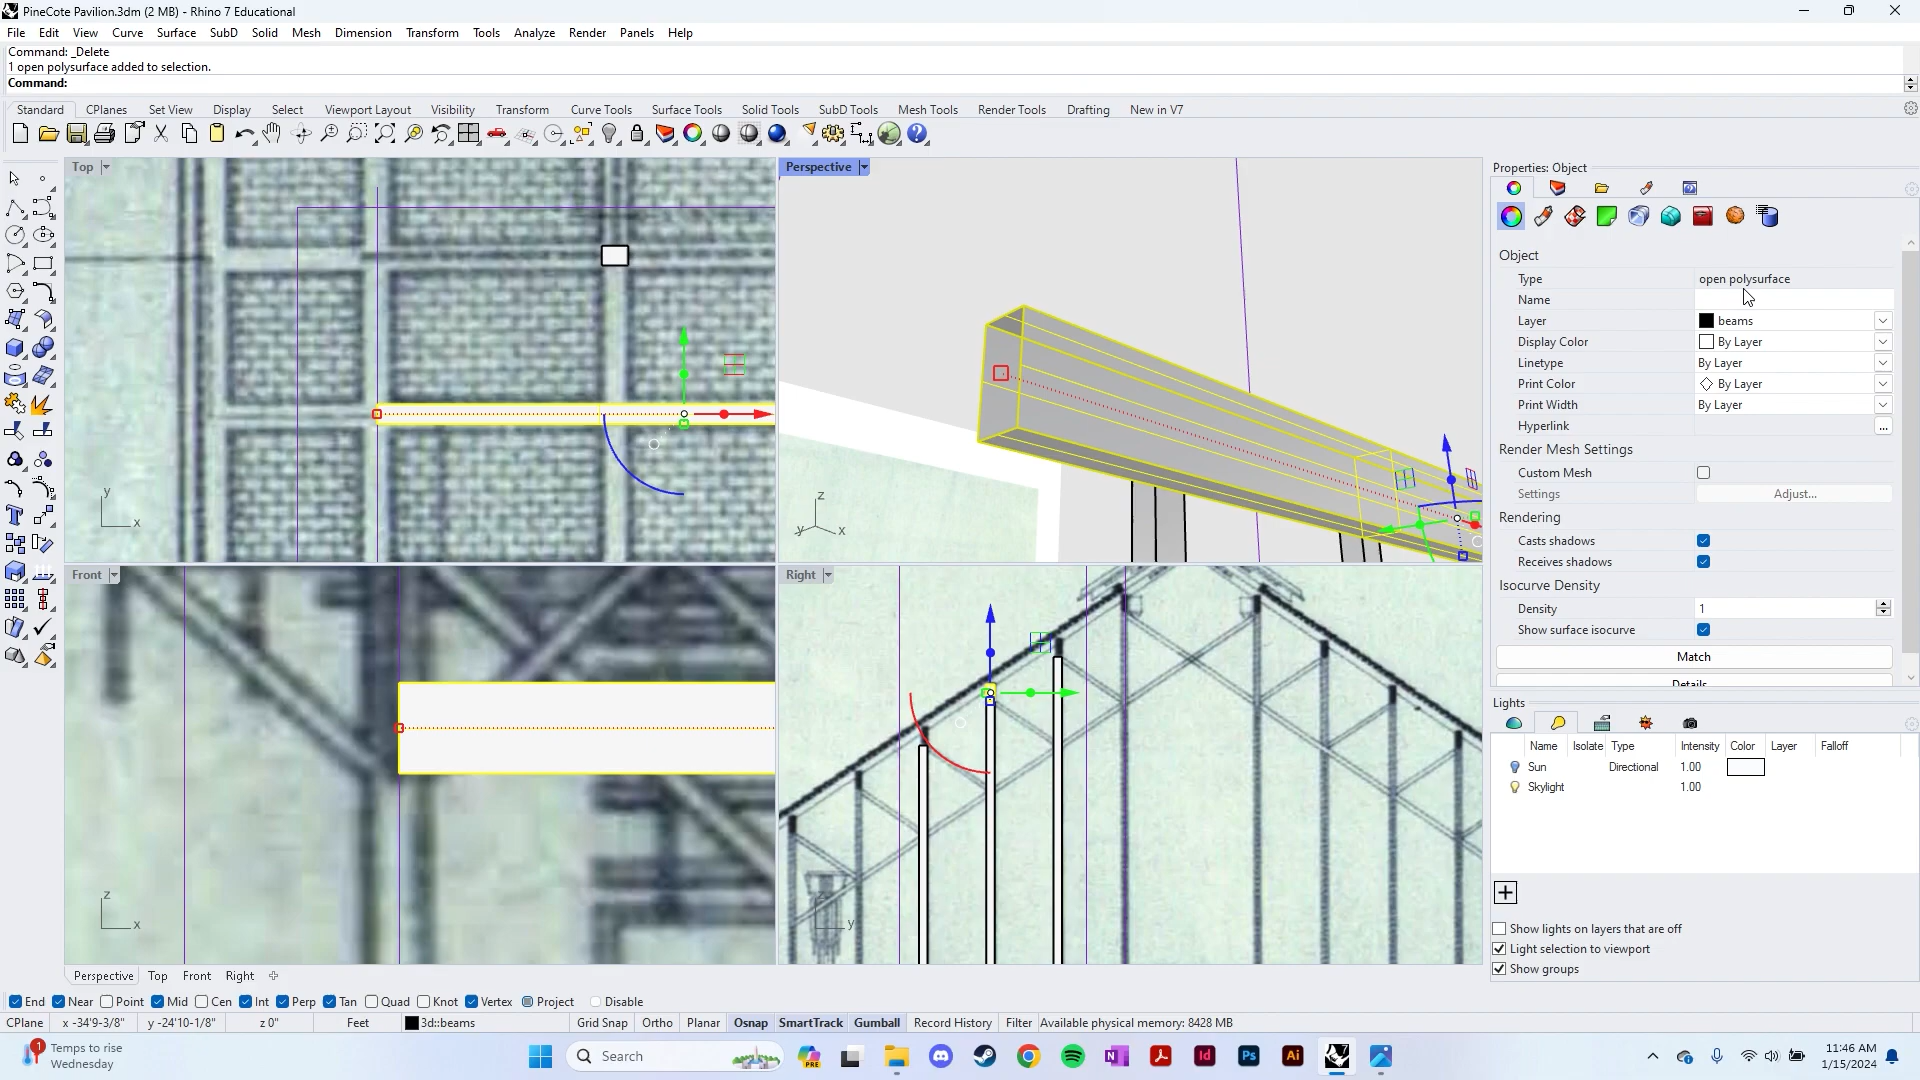 PineCote Pavilion.3dm (2 MB) - Rhino 7 Educational
File Edit View Curve Surface SubD Solid Mesh Dimension Transform Tools Analyze Render Panels Help
Command: _Delete
1 open polysurface added to selection.
Command:
Standard CPlanes Set View Display Select Viewport Layout Visibility Transform Curve Tools Surface Tools Solid Tools SubD Tools Mesh Tools Render Tools Drafting New in V7
Top
Perspective
Properties: Object
Object
Type open polysurface
Name
Layer beams
Display Color By Layer
Linetype By Layer
Print Color By Layer
Print Width By Layer
Hyperlink ...
Render Mesh Settings
Custom Mesh
Settings Adjust...
Rendering
Casts shadows
Receives shadows
Isocurve Density
Density 1
Show surface isocurve
Match
Details
y
x
z
y x
Front
Right
z
x
z
y
Lights
Name Isolate Type Intensity Color Layer Falloff
Sun Directional 1.00
Skylight 1.00
Show lights on layers that are off
Light selection to viewport
Show groups
Perspective Top Front Right
End Near Point Mid Cen Int Perp Tan Quad Knot Vertex Project Disable
CPlane x -34'9-3/8" y -24'10-1/8" z 0" Feet 3d::beams Grid Snap Ortho Planar Osnap SmartTrack Gumball Record History Filter Available physical memory: 8428 MB
1
Temps to rise
Wednesday
Search
PRE
Id Ps Ai
11:46 AM
1/15/2024